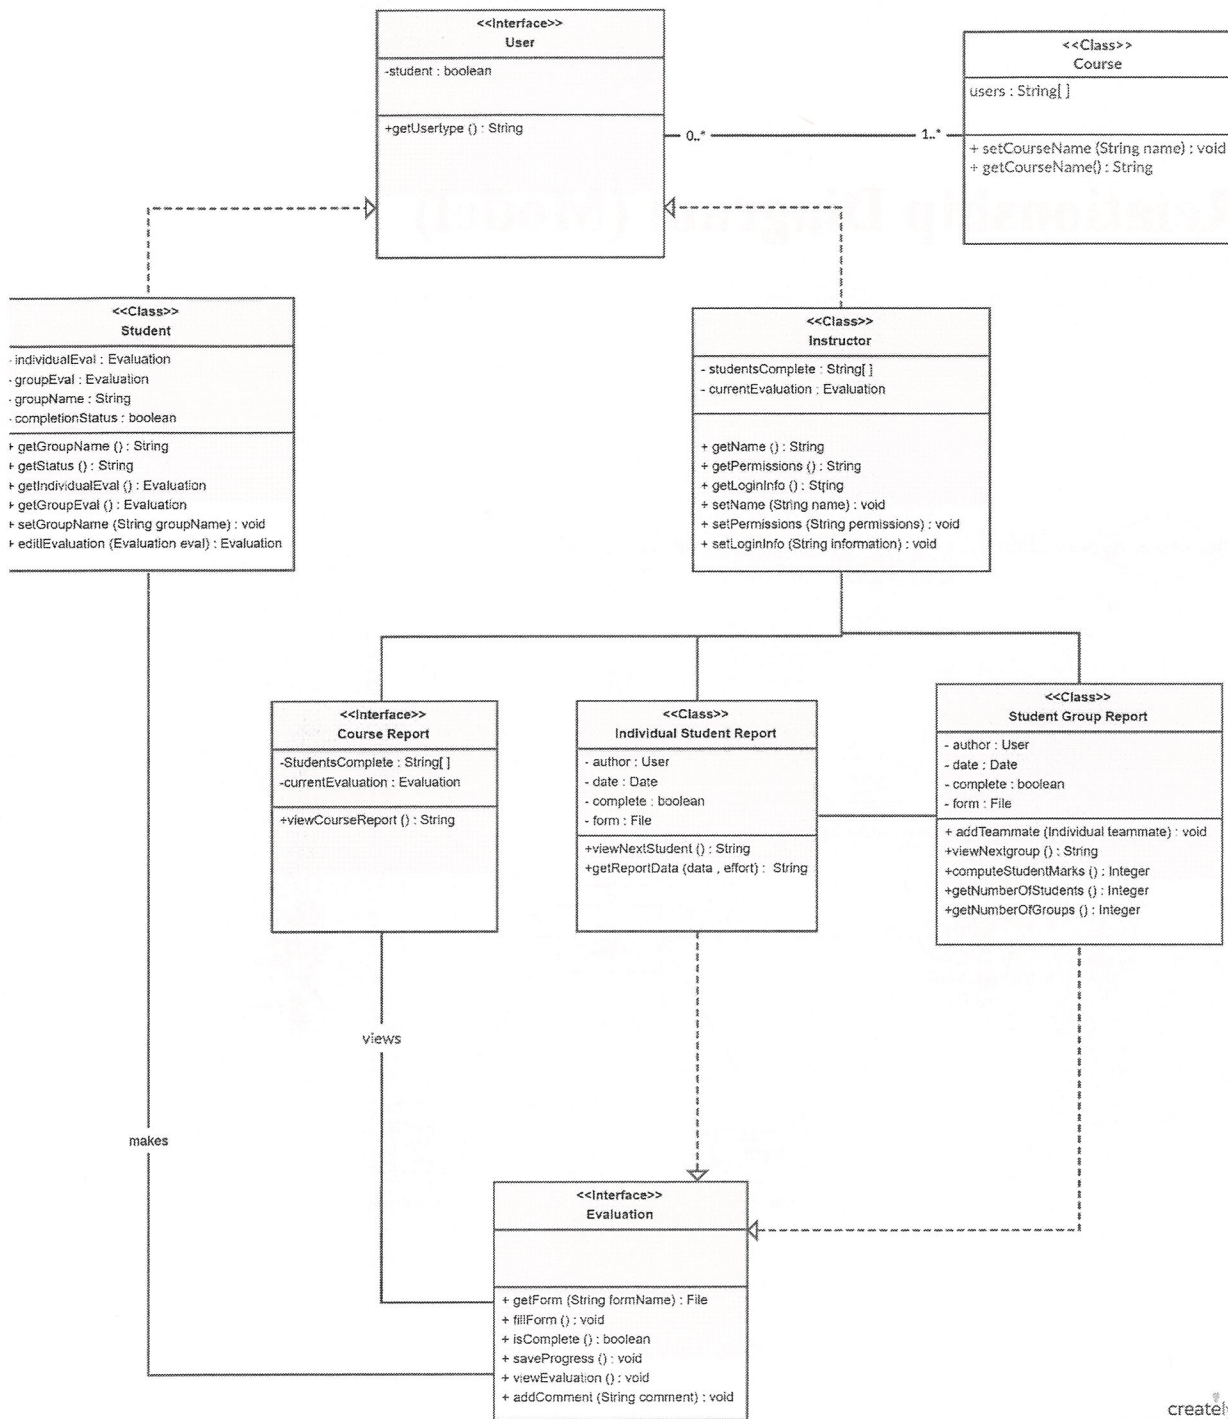 <<Interface>>
User
-student : boolean
+getUsertype () : String
0..*
1..*
<<Class>>
Course
users : String[ ]
+ setCourseName (String name) : void
+ getCourseName() : String
<<Class>>
Student
- individualEval : Evaluation
- groupEval : Evaluation
- groupName : String
- completionStatus : boolean
+ getGroupName () : String
+ getStatus () : String
+ getIndividualEval () : Evaluation
+ getGroupEval () : Evaluation
+ setGroupName (String groupName) : void
+ editlEvaluation (Evaluation eval) : Evaluation
<<Class>>
Instructor
- studentsComplete : String[ ]
- currentEvaluation : Evaluation
+ getName () : String
+ getPermissions () : String
+ getLoginInfo () : String
+ setName (String name) : void
+ setPermissions (String permissions) : void
+ setLoginInfo (String information) : void
<<Interface>>
Course Report
-StudentsComplete : String[ ]
-currentEvaluation : Evaluation
+viewCourseReport () : String
<<Class>>
Individual Student Report
- author : User
- date : Date
- complete : boolean
- form : File
+viewNextStudent () : String
+getReportData (data , effort) : String
<<Class>>
Student Group Report
- author : User
- date : Date
- complete : boolean
- form : File
+ addTeammate (Individual teammate) : void
+viewNextgroup () : String
+computeStudentMarks () : Integer
+getNumberOfStudents () : Integer
+getNumberOfGroups () : Integer
views
makes
<<Interface>>
Evaluation
+ getForm (String formName) : File
+ fillForm () : void
+ isComplete () : boolean
+ saveProgress () : void
+ viewEvaluation () : void
+ addComment (String comment) : void